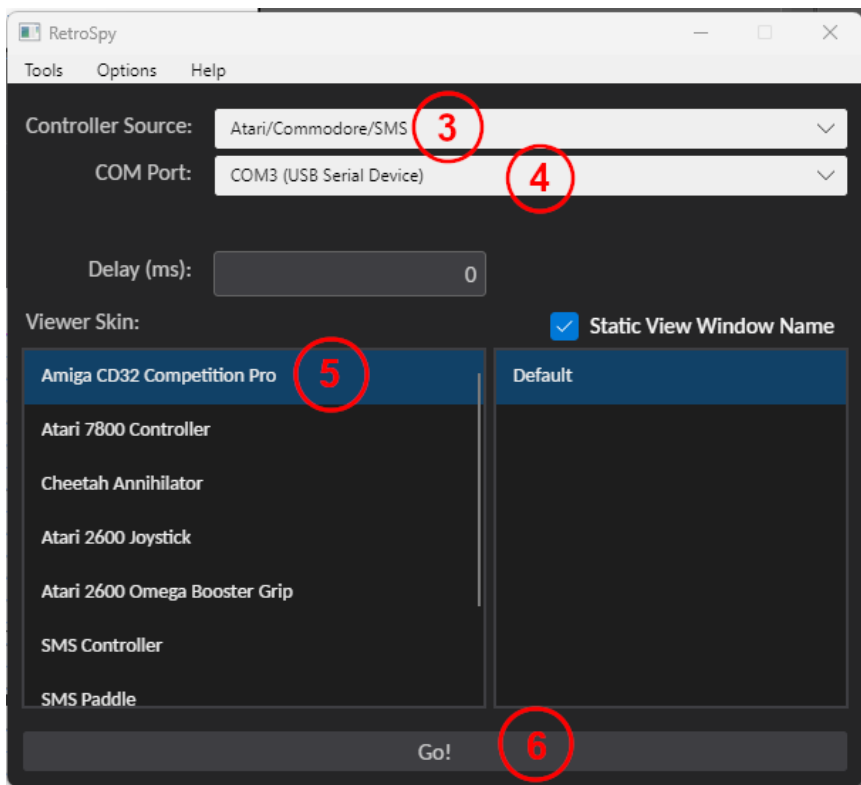 RetroSpy
Tools Options Help
Controller Source: Atari/Commodore/SMS 3
COM Port: COM3 (USB Serial Device) 4
Delay (ms): 0
Viewer Skin: Static View Window Name
Amiga CD32 Competition Pro 5 Default
Atari 7800 Controller
Cheetah Annihilator
Atari 2600 Joystick
Atari 2600 Omega Booster Grip
SMS Controller
SMS Paddle
Go! 6